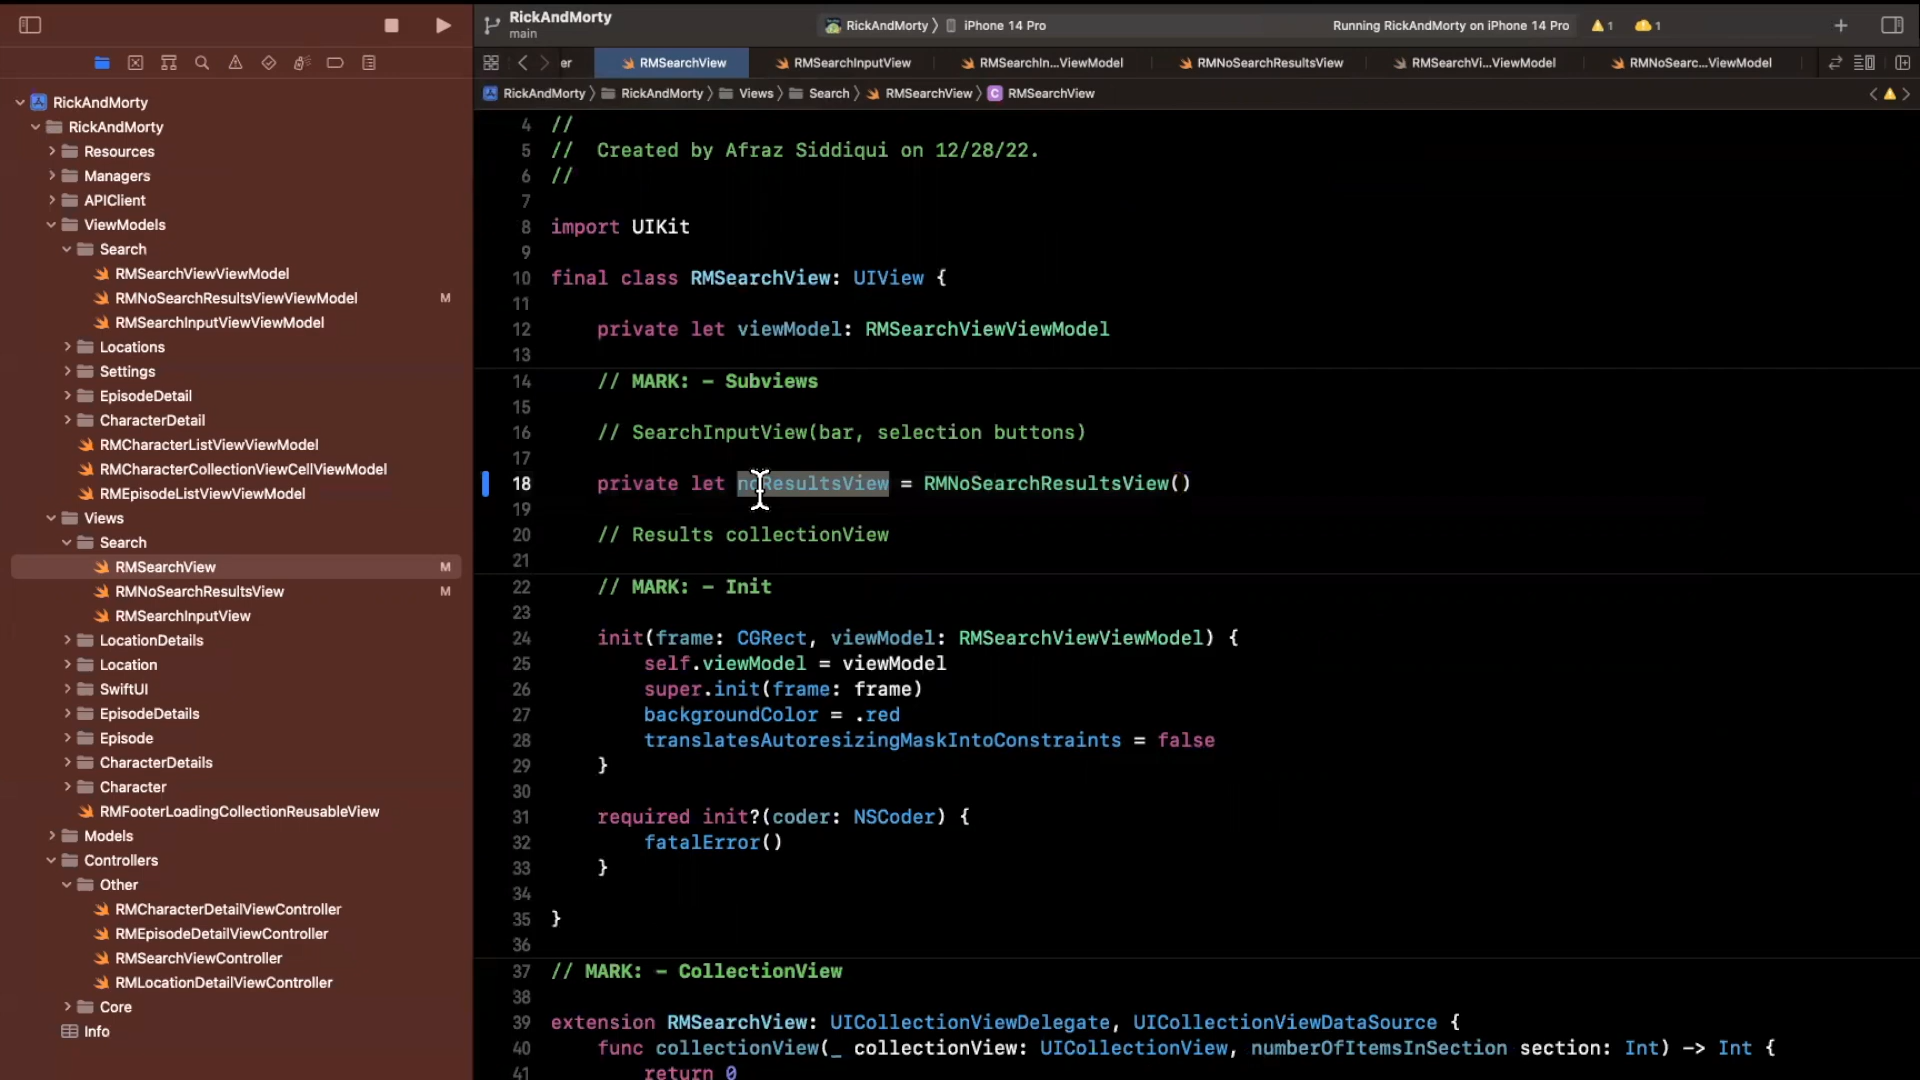 RickAndMorty
main
RickAndMorty
iPhone 14 Pro
Running RickAndMorty on iPhone 14 Pro
1
1
er
RMSearchView
RMSearchInputView
RMSearchIn...ViewModel
RMNoSearchResultsView
RMSearchVi...ViewModel
RMNoSearc...ViewModel
RickAndMorty
RickAndMorty
Views
Search
RMSearchView
C
RMSearchView
RickAndMorty
RickAndMorty
Resources
Managers
APIClient
ViewModels
Search
RMSearchViewViewModel
RMNoSearchResultsViewViewModel M
RMSearchInputViewViewModel
Locations
Settings
EpisodeDetail
CharacterDetail
RMCharacterListViewViewModel
RMCharacterCollectionViewCellViewModel
RMEpisodeListViewViewModel
Views
Search
RMSearchView M
RMNoSearchResultsView M
RMSearchInputView
LocationDetails
Location
SwiftUI
EpisodeDetails
Episode
CharacterDetails
Character
RMFooterLoadingCollectionReusableView
Models
Controllers
Other
RMCharacterDetailViewController
RMEpisodeDetailViewController
RMSearchViewController
RMLocationDetailViewController
Core
Info
4 //
5 //  Created by Afraz Siddiqui on 12/28/22.
6 //
7
8 import UIKit
9
10 final class RMSearchView: UIView {
11
12     private let viewModel: RMSearchViewViewModel
13
14     // MARK: - Subviews
15
16     // SearchInputView(bar, selection buttons)
17
18     private let noResultsView = RMNoSearchResultsView()
19
20     // Results collectionView
21
22     // MARK: - Init
23
24     init(frame: CGRect, viewModel: RMSearchViewViewModel) {
25         self.viewModel = viewModel
26         super.init(frame: frame)
27         backgroundColor = .red
28         translatesAutoresizingMaskIntoConstraints = false
29     }
30
31     required init?(coder: NSCoder) {
32         fatalError()
33     }
34
35 }
36
37 // MARK: - CollectionView
38
39 extension RMSearchView: UICollectionViewDelegate, UICollectionViewDataSource {
40     func collectionView(_ collectionView: UICollectionView, numberOfItemsInSection section: Int) -> Int {
41         return 0